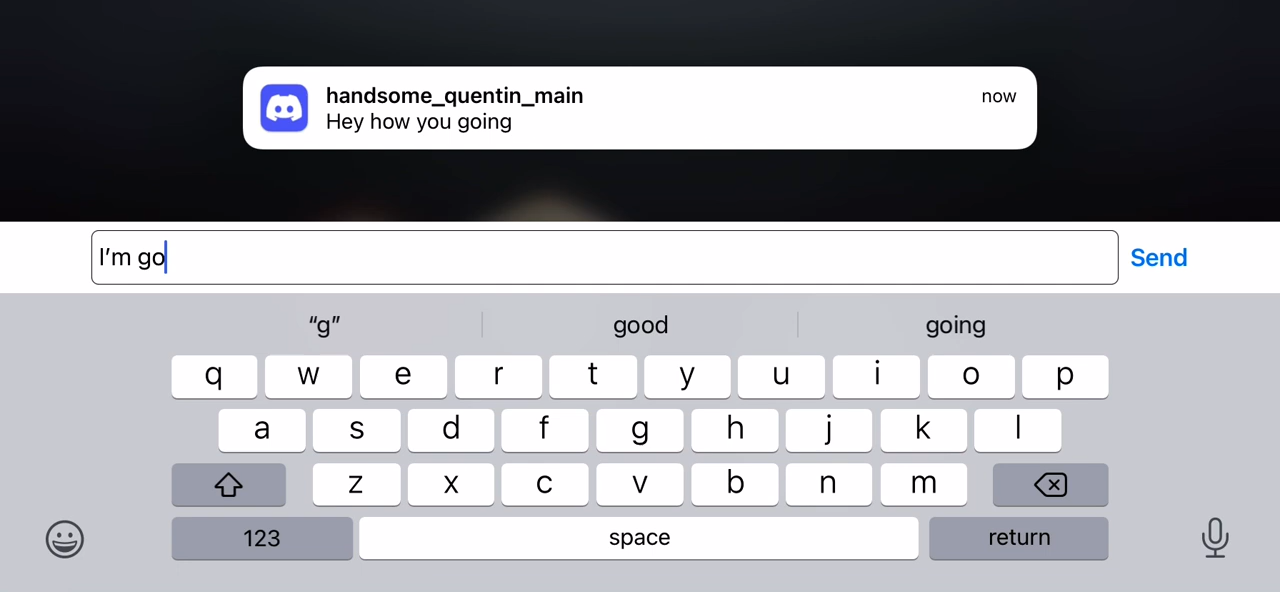 handsome_quentin_main
now
Hey how you going
I’m go
Send
“g”
good
going
q w e r t y u i o p
a s d f g h j k l
z x c v b n m
123
space
return